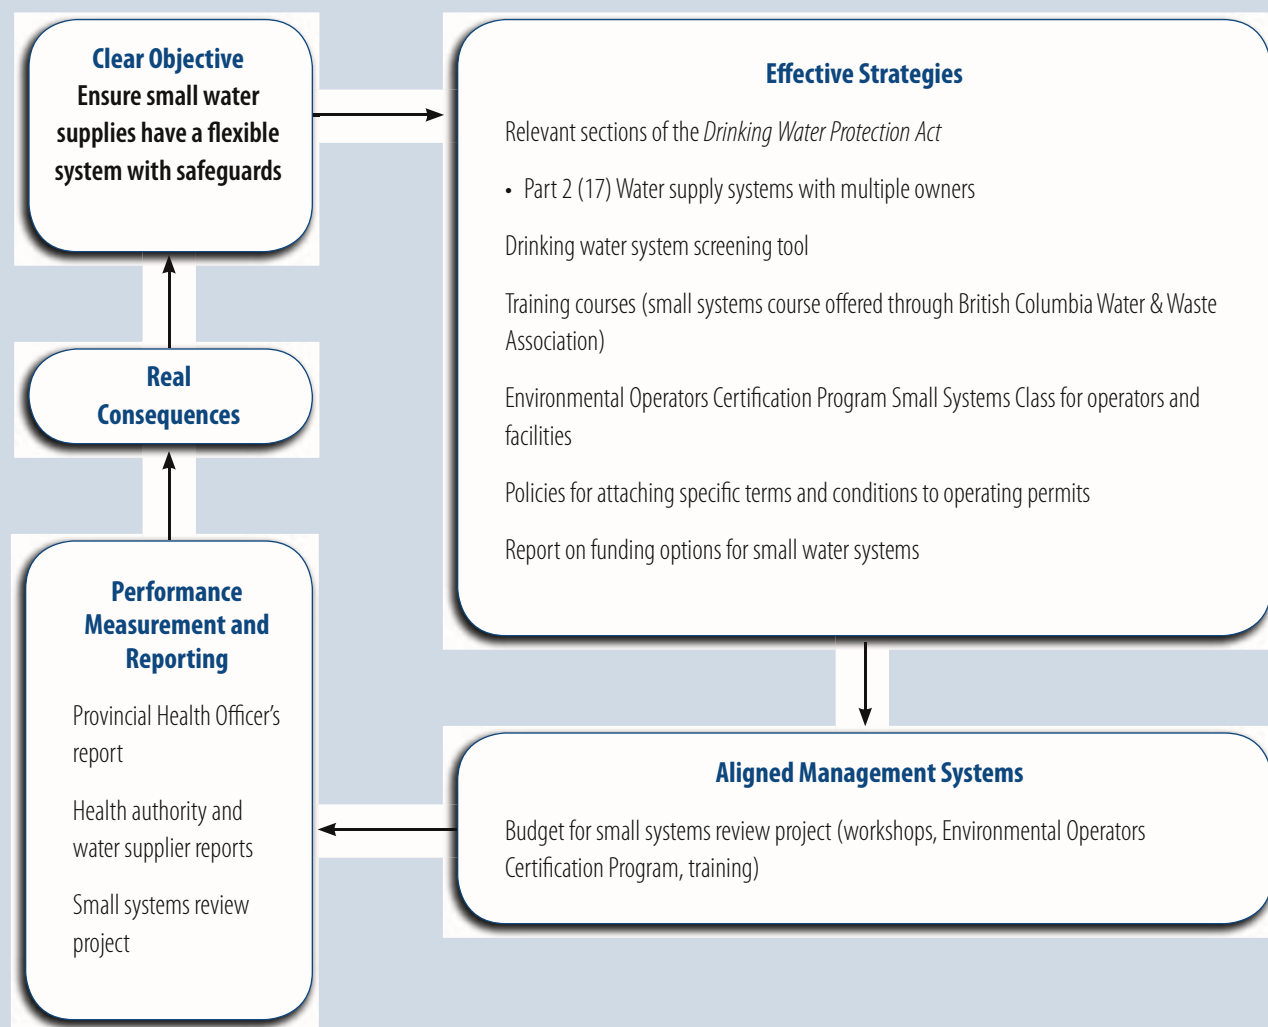 Clear Objective
Ensure small water
supplies have a flexible
system with safeguards
Effective Strategies
Relevant sections of the Drinking Water Protection Act
• Part 2 (17) Water supply systems with multiple owners
Drinking water system screening tool
Training courses (small systems course offered through British Columbia Water & Waste
Association)
Environmental Operators Certification Program Small Systems Class for operators and
facilities
Policies for attaching specific terms and conditions to operating permits
Report on funding options for small water systems
Aligned Management Systems
Budget for small systems review project (workshops, Environmental Operators
Certification Program, training)
Performance
Measurement and
Reporting
Provincial Health Officer's
report
Health authority and
water supplier reports
Small systems review
project
Real
Consequences